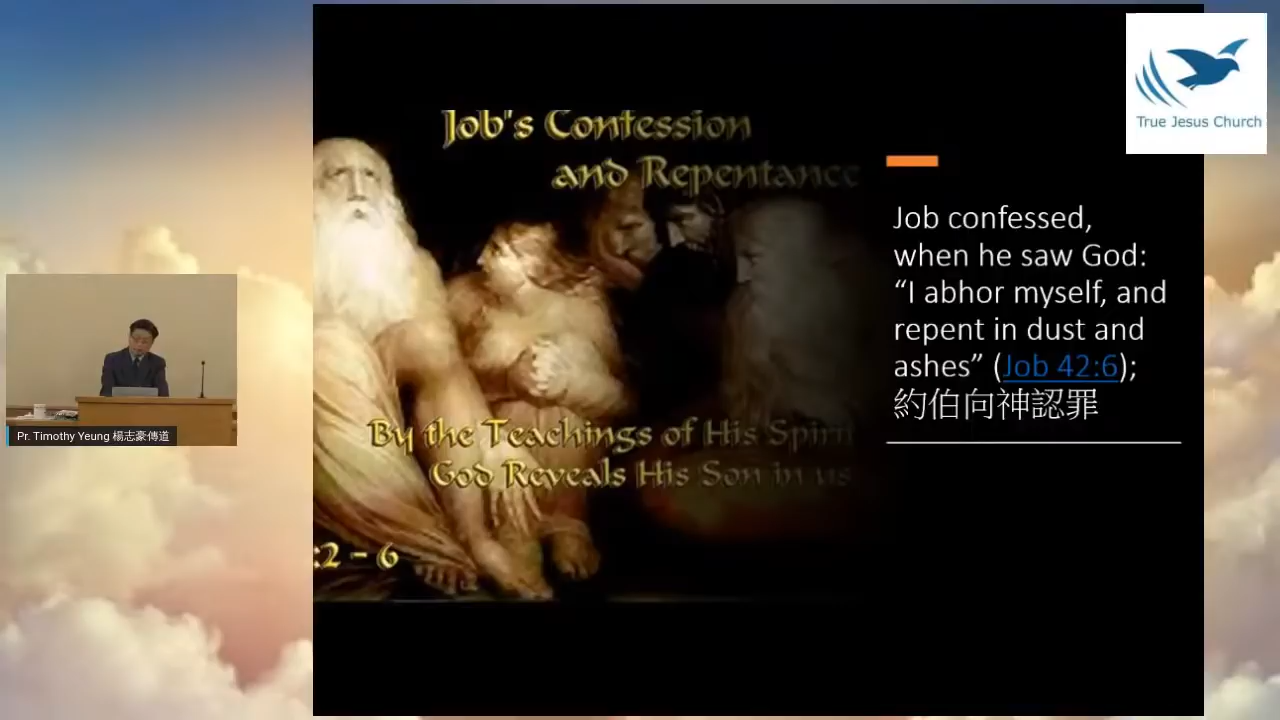 Job's Confession
and Repentance
By the Teachings of His Spirit
God Reveals His Son in us
:2 - 6
Job confessed,
when he saw God:
“I abhor myself, and
repent in dust and
ashes” (Job 42:6);
約伯向神認罪
True Jesus Church
Pr. Timothy Yeung 楊志豪傳道